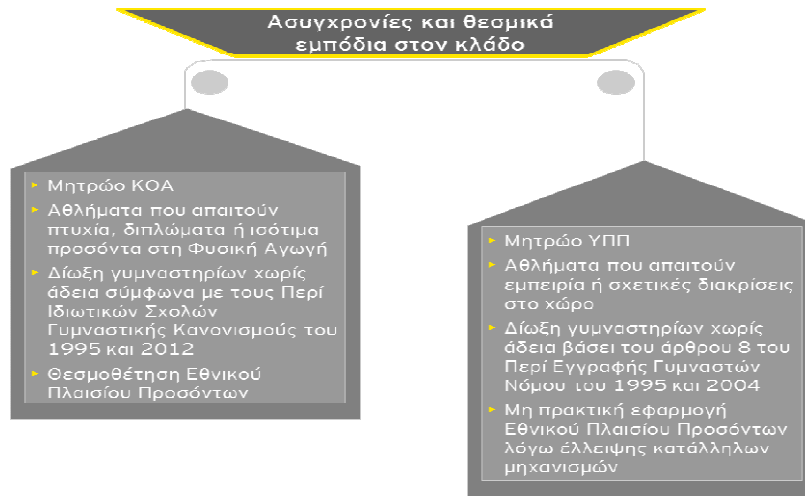 Ασυγχρονίες και θεσμικά
εμπόδια στον κλάδο
Μητρώο ΚΟΑ
Αθλήματα που απαιτούν
πτυχία, διπλώματα ή ισότιμα
προσόντα στη Φυσική Αγωγή
Δίωξη γυμναστηρίων χωρίς
άδεια σύμφωνα με τους Περί
Ιδιωτικών Σχολών
Γυμναστικής Κανονισμούς του
1995 και 2012
Θεσμοθέτηση Εθνικού
Πλαισίου Προσόντων
Μητρώο ΥΠΠ
Αθλήματα που απαιτούν
εμπειρία ή σχετικές διακρίσεις
στο χώρο
Δίωξη γυμναστηρίων χωρίς
άδεια βάσει του άρθρου 8 του
Περί Εγγραφής Γυμναστών
Νόμου του 1995 και 2004
Μη πρακτική εφαρμογή
Εθνικού Πλαισίου Προσόντων
λόγω έλλειψης κατάλληλων
μηχανισμών